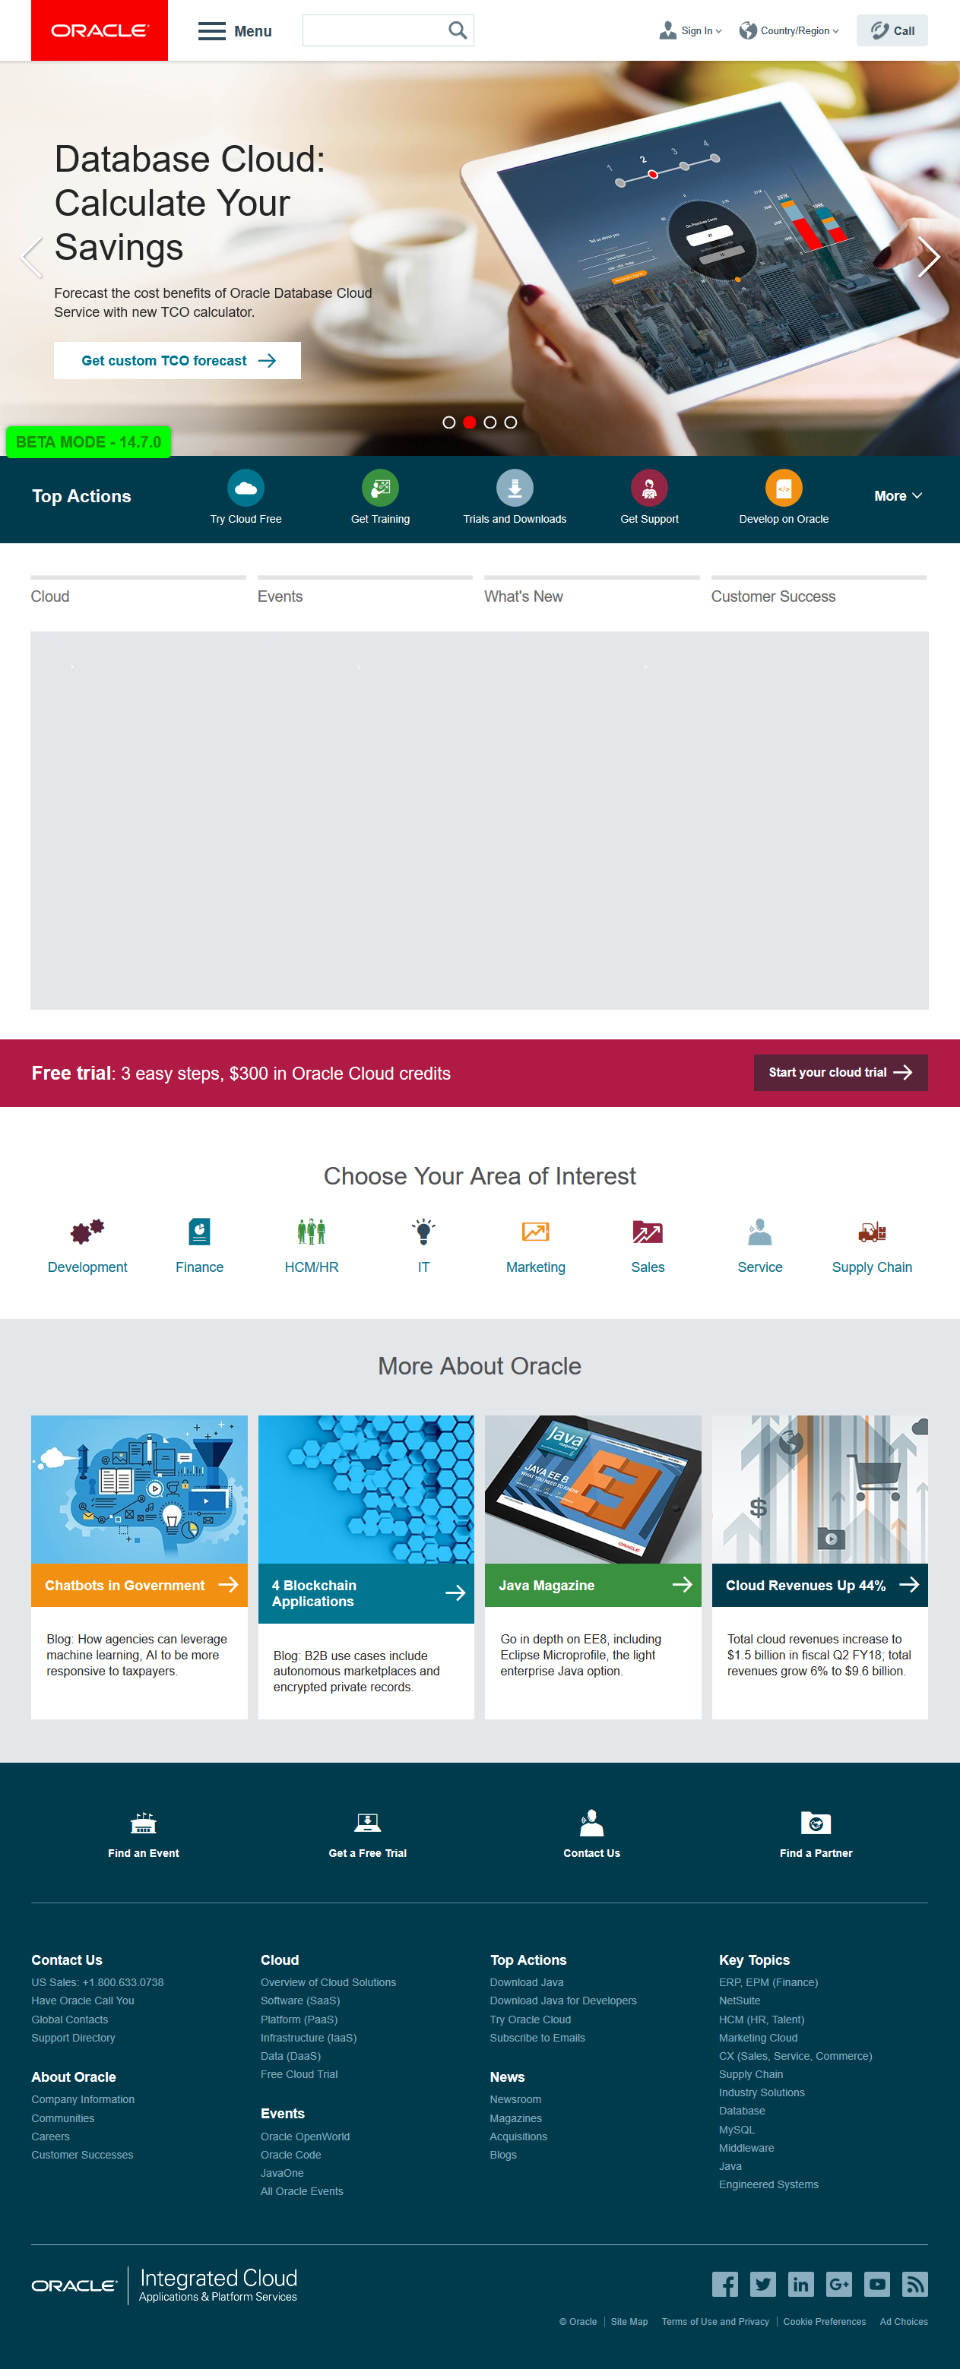 ORACLE
Menu
Sign In
Country/Region
Call
Database Cloud:
Calculate Your
Savings
Forecast the cost benefits of Oracle Database Cloud
Service with new TCO calculator.
Get custom TCO forecast
1 2 3 4
BETA MODE - 14.7.0
Top Actions
Try Cloud Free
Get Training
Trials and Downloads
Get Support
Develop on Oracle
More
Cloud
Events
What's New
Customer Success
Free trial: 3 easy steps, $300 in Oracle Cloud credits
Start your cloud trial
Choose Your Area of Interest
Development
Finance
HCM/HR
IT
Marketing
Sales
Service
Supply Chain
More About Oracle
Java
JAVA EE 8
ORACLE
Chatbots in Government
4 Blockchain
Applications
Java Magazine
Cloud Revenues Up 44%
Blog: How agencies can leverage
machine learning, AI to be more
responsive to taxpayers.
Blog: B2B use cases include
autonomous marketplaces and
encrypted private records.
Go in depth on EE8, including
Eclipse Microprofile, the light
enterprise Java option.
Total cloud revenues increase to
$1.5 billion in fiscal Q2 FY18; total
revenues grow 6% to $9.6 billion.
Find an Event
Get a Free Trial
Contact Us
Find a Partner
Contact Us
US Sales: +1.800.633.0738
Have Oracle Call You
Global Contacts
Support Directory
About Oracle
Company Information
Communities
Careers
Customer Successes
Cloud
Overview of Cloud Solutions
Software (SaaS)
Platform (PaaS)
Infrastructure (IaaS)
Data (DaaS)
Free Cloud Trial
Events
Oracle OpenWorld
Oracle Code
JavaOne
All Oracle Events
Top Actions
Download Java
Download Java for Developers
Try Oracle Cloud
Subscribe to Emails
News
Newsroom
Magazines
Acquisitions
Blogs
Key Topics
ERP, EPM (Finance)
NetSuite
HCM (HR, Talent)
Marketing Cloud
CX (Sales, Service, Commerce)
Supply Chain
Industry Solutions
Database
MySQL
Middleware
Java
Engineered Systems
ORACLE
Integrated Cloud
Applications & Platform Services
© Oracle
Site Map
Terms of Use and Privacy
Cookie Preferences
Ad Choices